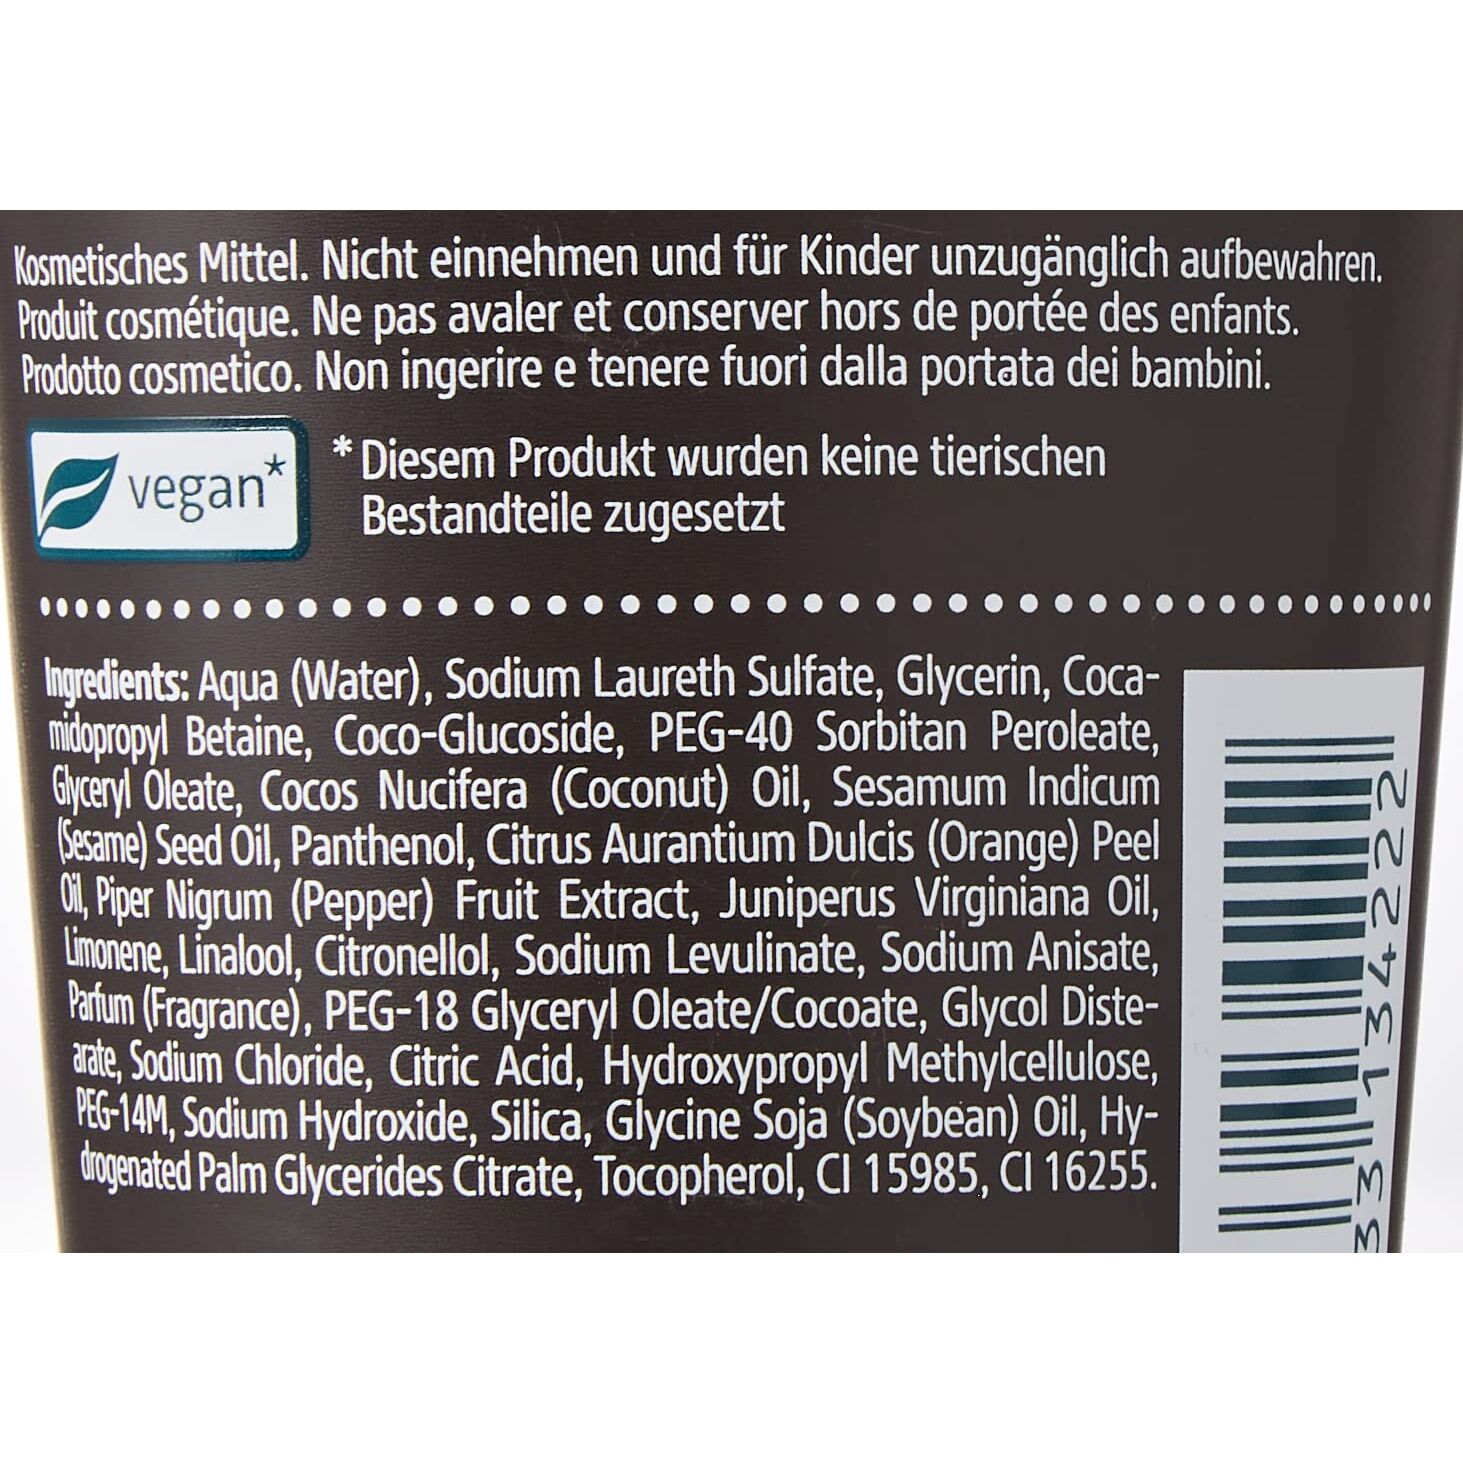 Kosmetisches Mittel. Nicht einnehmen und für Kinder unzugänglich aufbewahren.
Produit cosmétique. Ne pas avaler et conserver hors de portée des enfants.
Prodotto cosmetico. Non ingerire e tenere fuori dalla portata dei bambini.
vegan*
* Diesem Produkt wurden keine tierischen
Bestandteile zugesetzt
Ingredients: Aqua (Water), Sodium Laureth Sulfate, Glycerin, Coca-
midopropyl Betaine, Coco-Glucoside, PEG-40 Sorbitan Peroleate,
Glyceryl Oleate, Cocos Nucifera (Coconut) Oil, Sesamum Indicum
(Sesame) Seed Oil, Panthenol, Citrus Aurantium Dulcis (Orange) Peel
Oil, Piper Nigrum (Pepper) Fruit Extract, Juniperus Virginiana Oil,
Limonene, Linalool, Citronellol, Sodium Levulinate, Sodium Anisate,
Parfum (Fragrance), PEG-18 Glyceryl Oleate/Cocoate, Glycol Diste-
arate, Sodium Chloride, Citric Acid, Hydroxypropyl Methylcellulose,
PEG-14M, Sodium Hydroxide, Silica, Glycine Soja (Soybean) Oil, Hy-
drogenated Palm Glycerides Citrate, Tocopherol, CI 15985, CI 16255.
33134222